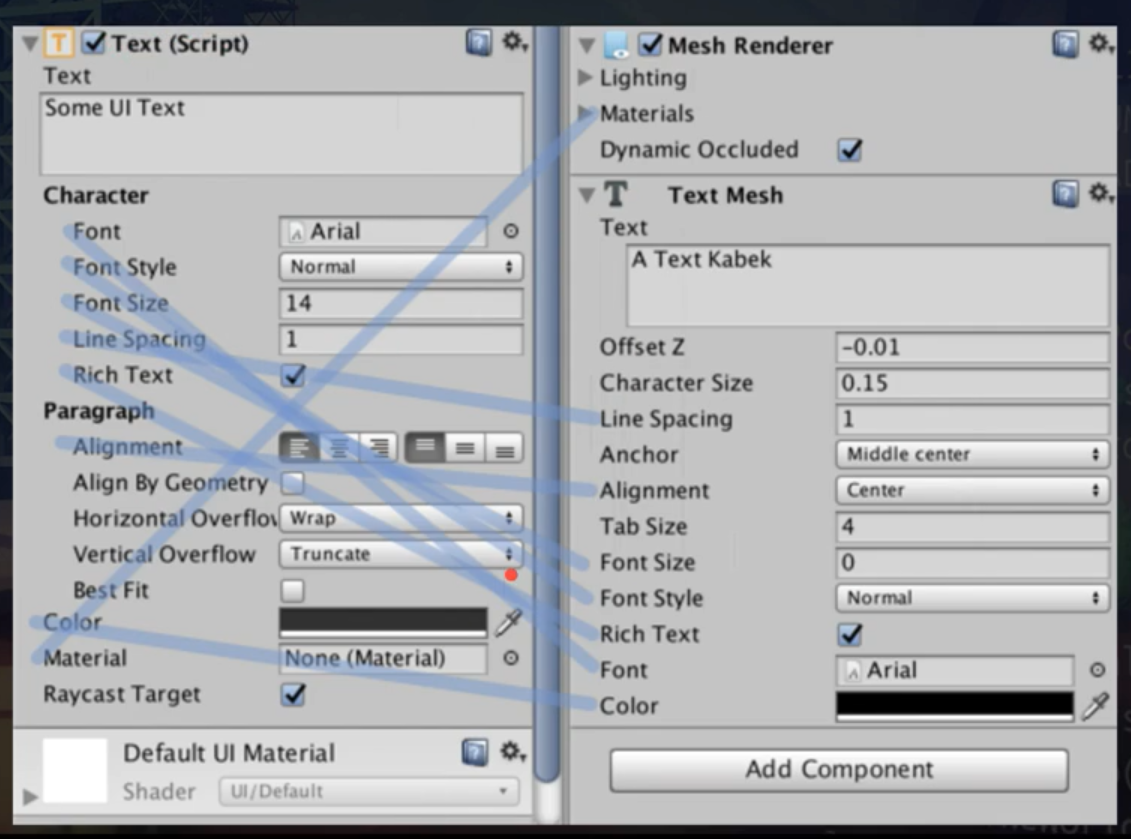 Text (Script)
Text
Some UI Text
Character
Font Arial
Font Style Normal
Font Size 14
Line Spacing 1
Rich Text
Paragraph
Alignment
Align By Geometry
Horizontal Overflow Wrap
Vertical Overflow Truncate
Best Fit
Color
Material None (Material)
Raycast Target
Default UI Material
Shader UI/Default
Mesh Renderer
Lighting
Materials
Dynamic Occluded
T Text Mesh
Text
A Text Kabek
Offset Z -0.01
Character Size 0.15
Line Spacing 1
Anchor Middle center
Alignment Center
Tab Size 4
Font Size 0
Font Style Normal
Rich Text
Font Arial
Color
Add Component